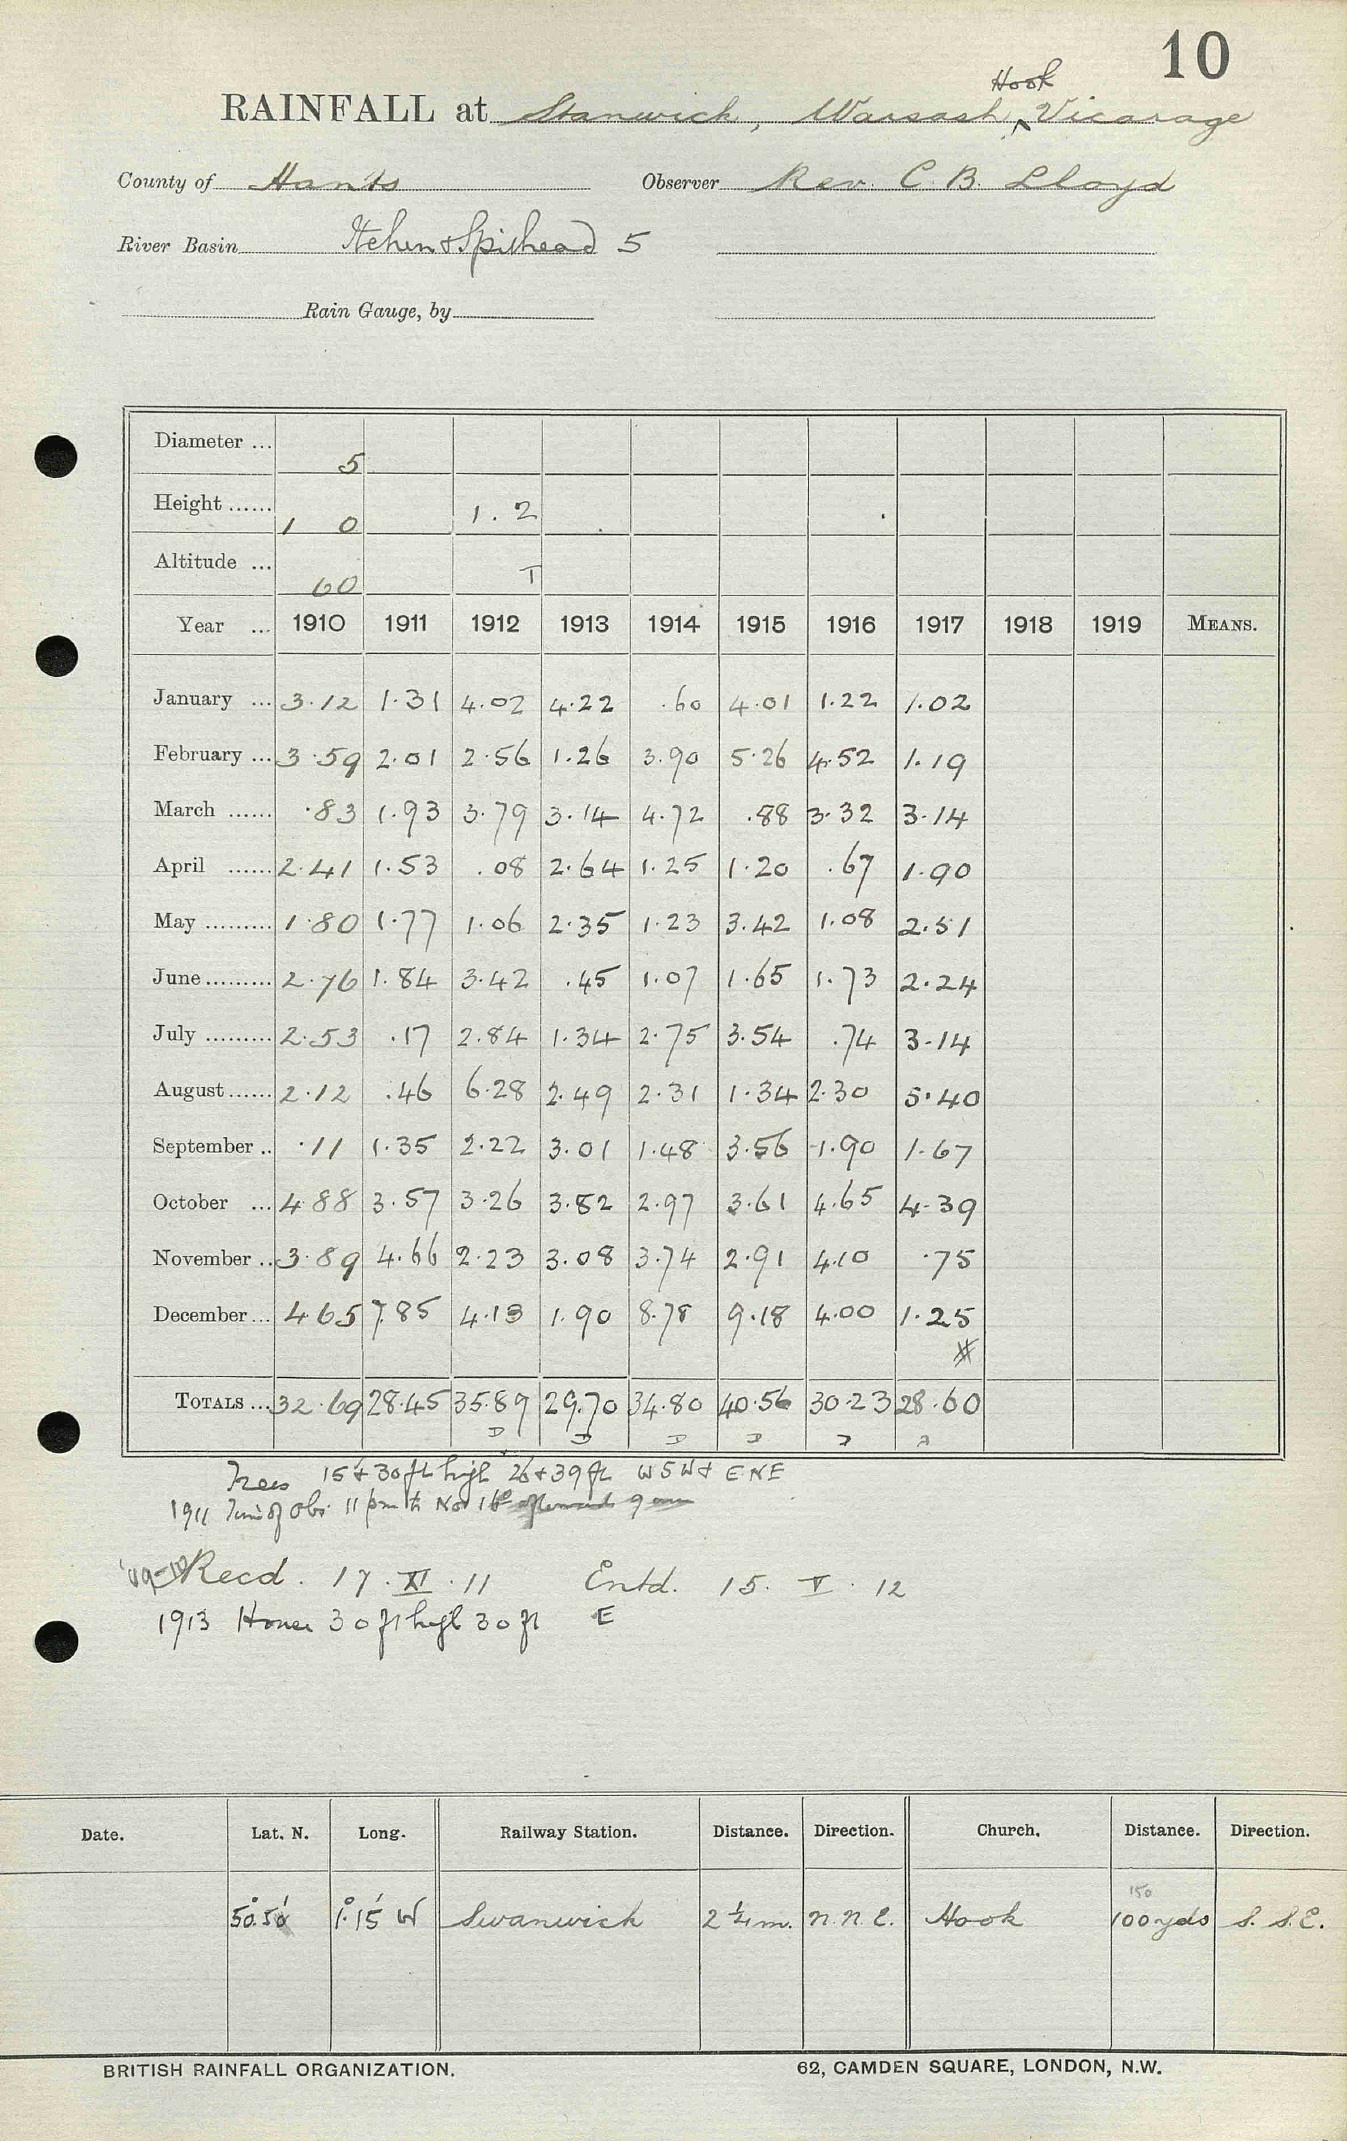 10
Hook
RAINFALL at Stanwick, Warsash, ^ Vicarage
County of Hants Observer Rev. C. B. Lloyd
River Basin Itchen & Spithead 5
Rain Gauge, by
Diameter ... 5
Height ...... 1 0 1.2
Altitude ... 60 T
Year ... 1910 1911 1912 1913 1914 1915 1916 1917 1918 1919 MEANS.
January ... 3.12 1.31 4.02 4.22 .60 4.01 1.22 1.02
February ... 3.59 2.01 2.56 1.26 3.90 5.26 4.52 1.19
March ...... .83 1.93 3.79 3.14 4.72 .88 3.32 3.14
April ...... 2.41 1.53 .08 2.64 1.25 1.20 .67 1.90
May ......... 1.80 1.77 1.06 2.35 1.23 3.42 1.08 2.51
June ......... 2.76 1.84 3.42 .45 1.07 1.65 1.73 2.24
July ......... 2.53 .17 2.84 1.34 2.75 3.54 .74 3.14
August ...... 2.12 .46 6.28 2.49 2.31 1.34 2.30 5.40
September .. .11 1.35 2.22 3.01 1.48 3.56 1.90 1.67
October ... 4.88 3.57 3.26 3.82 2.97 3.61 4.65 4.39
November .. 3.89 4.66 2.23 3.08 3.74 2.91 4.10 .75
December ... 4.65 7.85 4.13 1.90 8.78 9.18 4.00 1.25
TOTALS ... 32.69 28.45 35.89 29.70 34.80 40.56 30.23 28.60
D D D D
Trees 15 & 30 ft high 26 & 39 ft WSW & ENE
1911 Time of Obs. 11 pm to Nov 16 afterwards 9 am
'09-10 Recd. 17. XI. 11 Entd. 15. V. 12
1913 House 30 ft high 30 ft E
Date. Lat. N. Long. Railway Station. Distance. Direction. Church. Distance. Direction.
150
50° 50' 1° 15' W Swanwick 2 1/4 m. N. N. E. Hook 100 yds S. S. E.
BRITISH RAINFALL ORGANIZATION. 62, CAMDEN SQUARE, LONDON, N.W.